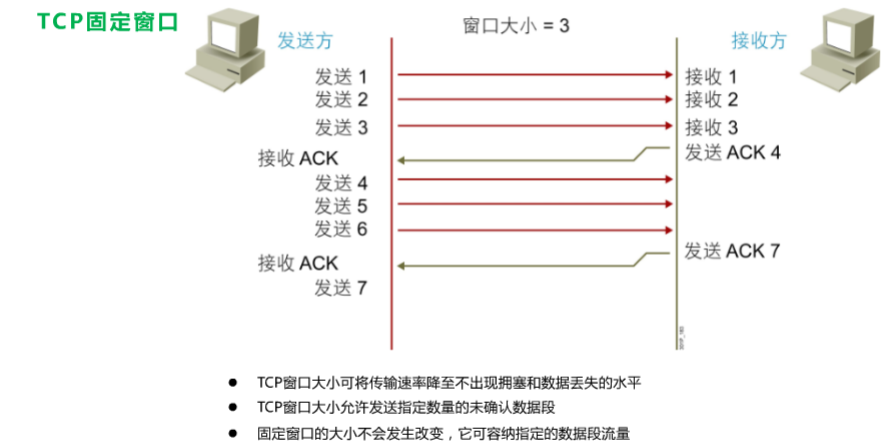 TCP固定窗口
窗口大小 = 3
发送方
接收方
发送 1
接收 1
发送 2
接收 2
发送 3
接收 3
发送 ACK 4
接收 ACK
发送 4
发送 5
发送 6
发送 ACK 7
接收 ACK
发送 7
● TCP窗口大小可将传输速率降至不出现拥塞和数据丢失的水平
● TCP窗口大小允许发送指定数量的未确认数据段
● 固定窗口的大小不会发生改变，它可容纳指定的数据段流量